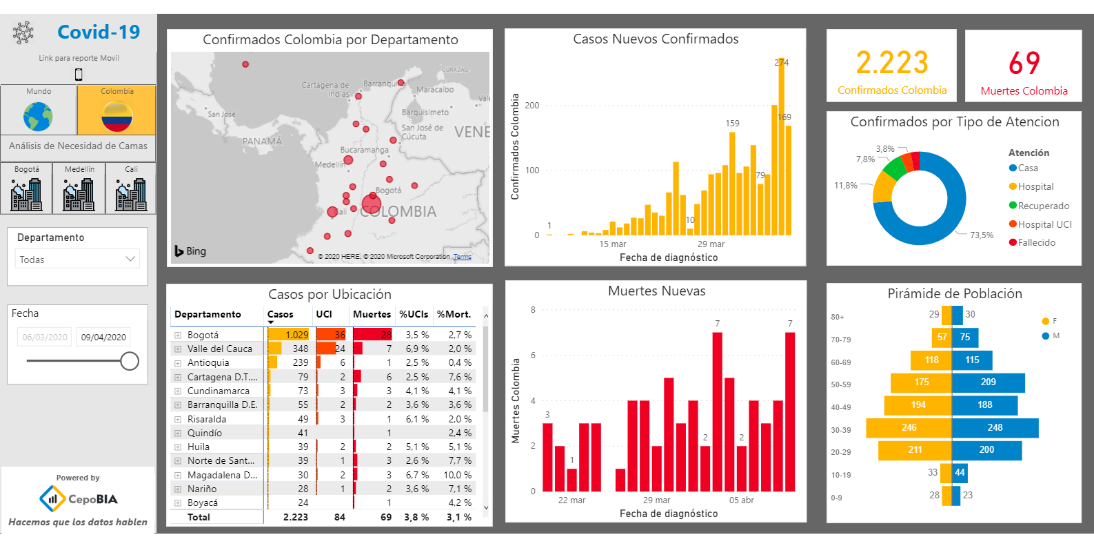 Covid-19
Link para reporte Movil
Mundo
Colombia
Análisis de Necesidad de Camas
Bogotá
Medellín
Cali
Departamento
Todas
Fecha
06/03/2020
09/04/2020
Powered by
CepoBIA
Hacemos que los datos hablen
Confirmados Colombia por Departamento
Cartagena de Indias
Barranquilla
Maracaibo
Barquisimeto
San José
San José de Cúcuta
PANAMÁ
VENE
Bucaramanga
Medellín
Bogotá
Cali
COLOMBIA
Bing
© 2020 HERE, © 2020 Microsoft Corporation Terms
Casos Nuevos Confirmados
Confirmados Colombia
200
100
0
1
10
159
79
274
169
15 mar
29 mar
Fecha de diagnóstico
2.223
Confirmados Colombia
69
Muertes Colombia
Confirmados por Tipo de Atencion
3,8%
7,8%
11,8%
73,5%
Atención
Casa
Hospital
Recuperado
Hospital UCI
Fallecido
Casos por Ubicación
Departamento Casos UCI Muertes %UCIs %Mort.
Bogotá 1.029 36 28 3,5 % 2,7 %
Valle del Cauca 348 24 7 6,9 % 2,0 %
Antioquia 239 6 1 2,5 % 0,4 %
Cartagena D.T.... 79 2 6 2,5 % 7,6 %
Cundinamarca 73 3 3 4,1 % 4,1 %
Barranquilla D.E. 55 2 2 3,6 % 3,6 %
Risaralda 49 3 1 6,1 % 2,0 %
Quindío 41 1 2,4 %
Huila 39 2 2 5,1 % 5,1 %
Norte de Sant... 39 1 3 2,6 % 7,7 %
Magadalena D... 30 2 3 6,7 % 10,0 %
Nariño 28 1 2 3,6 % 7,1 %
Boyacá 24 1 4,2 %
Total 2.223 84 69 3,8 % 3,1 %
Muertes Nuevas
Muertes Colombia
8
6
4
2
0
3
1
2
7
2
7
22 mar
29 mar
05 abr
Fecha de diagnóstico
Pirámide de Población
F
M
80+ 29 30
70-79 57 75
60-69 118 115
50-59 175 209
40-49 194 188
30-39 246 248
20-29 211 200
10-19 33 44
0-9 28 23